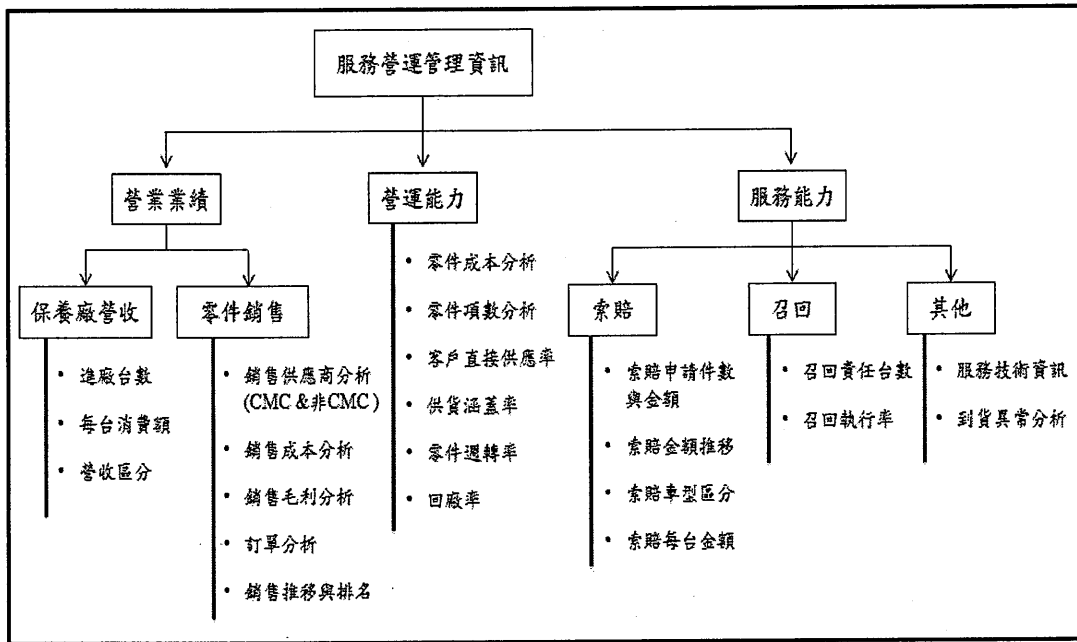 服務營運管理資訊
營業業績
營運能力
服務能力
保養廠營收
零件銷售
索賠
召回
其他
• 進廠台數
• 每台消費額
• 營收區分
• 銷售供應商分析
(CMC &非CMC)
• 銷售成本分析
• 銷售毛利分析
• 訂單分析
• 銷售推移與排名
• 零件成本分析
• 零件項數分析
• 客戶直接供應率
• 供貨涵蓋率
• 零件週轉率
• 回廠率
• 索賠申請件數
與金額
• 索賠金額推移
• 索賠車型區分
• 索賠每台金額
• 召回責任台數
• 召回執行率
• 服務技術資訊
• 到貨異常分析